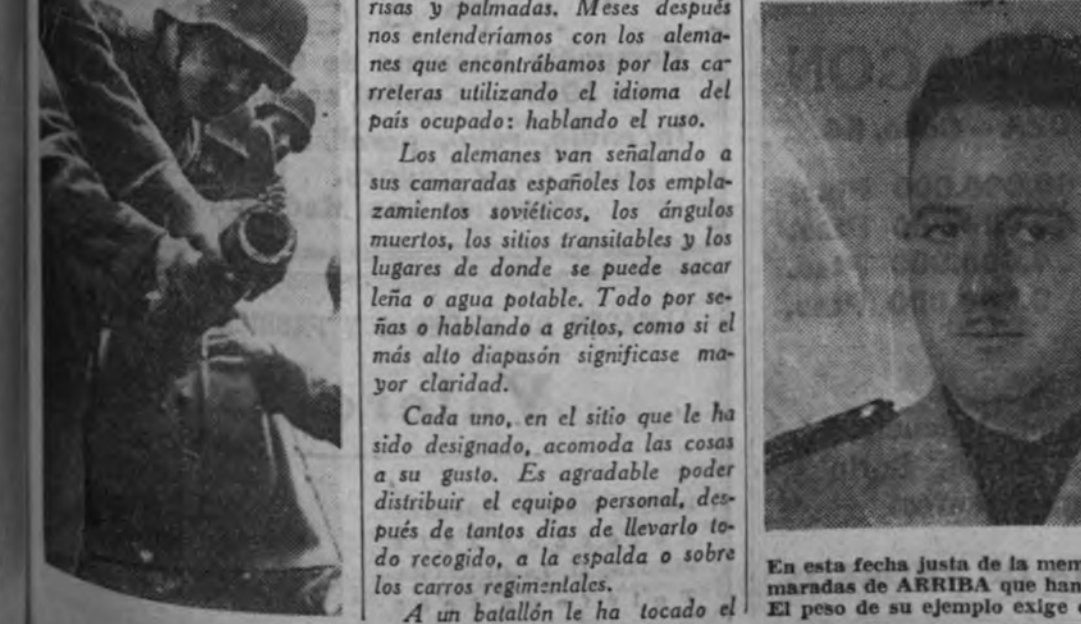 risas y palmadas. Meses después
nos entenderíamos con los alema-
nes que encontrábamos por las ca-
rreteras utilizando el idioma del
país ocupado: hablando el ruso.
Los alemanes van señalando a
sus camaradas españoles los empla-
zamientos soviéticos, los ángulos
muertos, los sitios transitables y los
lugares de donde se puede sacar
leña o agua potable. Todo por se-
ñas o hablando a gritos, como si el
más alto diapasón significase ma-
yor claridad.
Cada uno, en el sitio que le ha
sido designado, acomoda las cosas
a su gusto. Es agradable poder
distribuir el equipo personal, des-
pués de tantos días de llevarlo to-
do recogido, a la espalda o sobre
los carros regimentales.
A un batallón le ha tocado el
En esta fecha justa de la mem
maradas de ARRIBA que han
El peso de su ejemplo exige